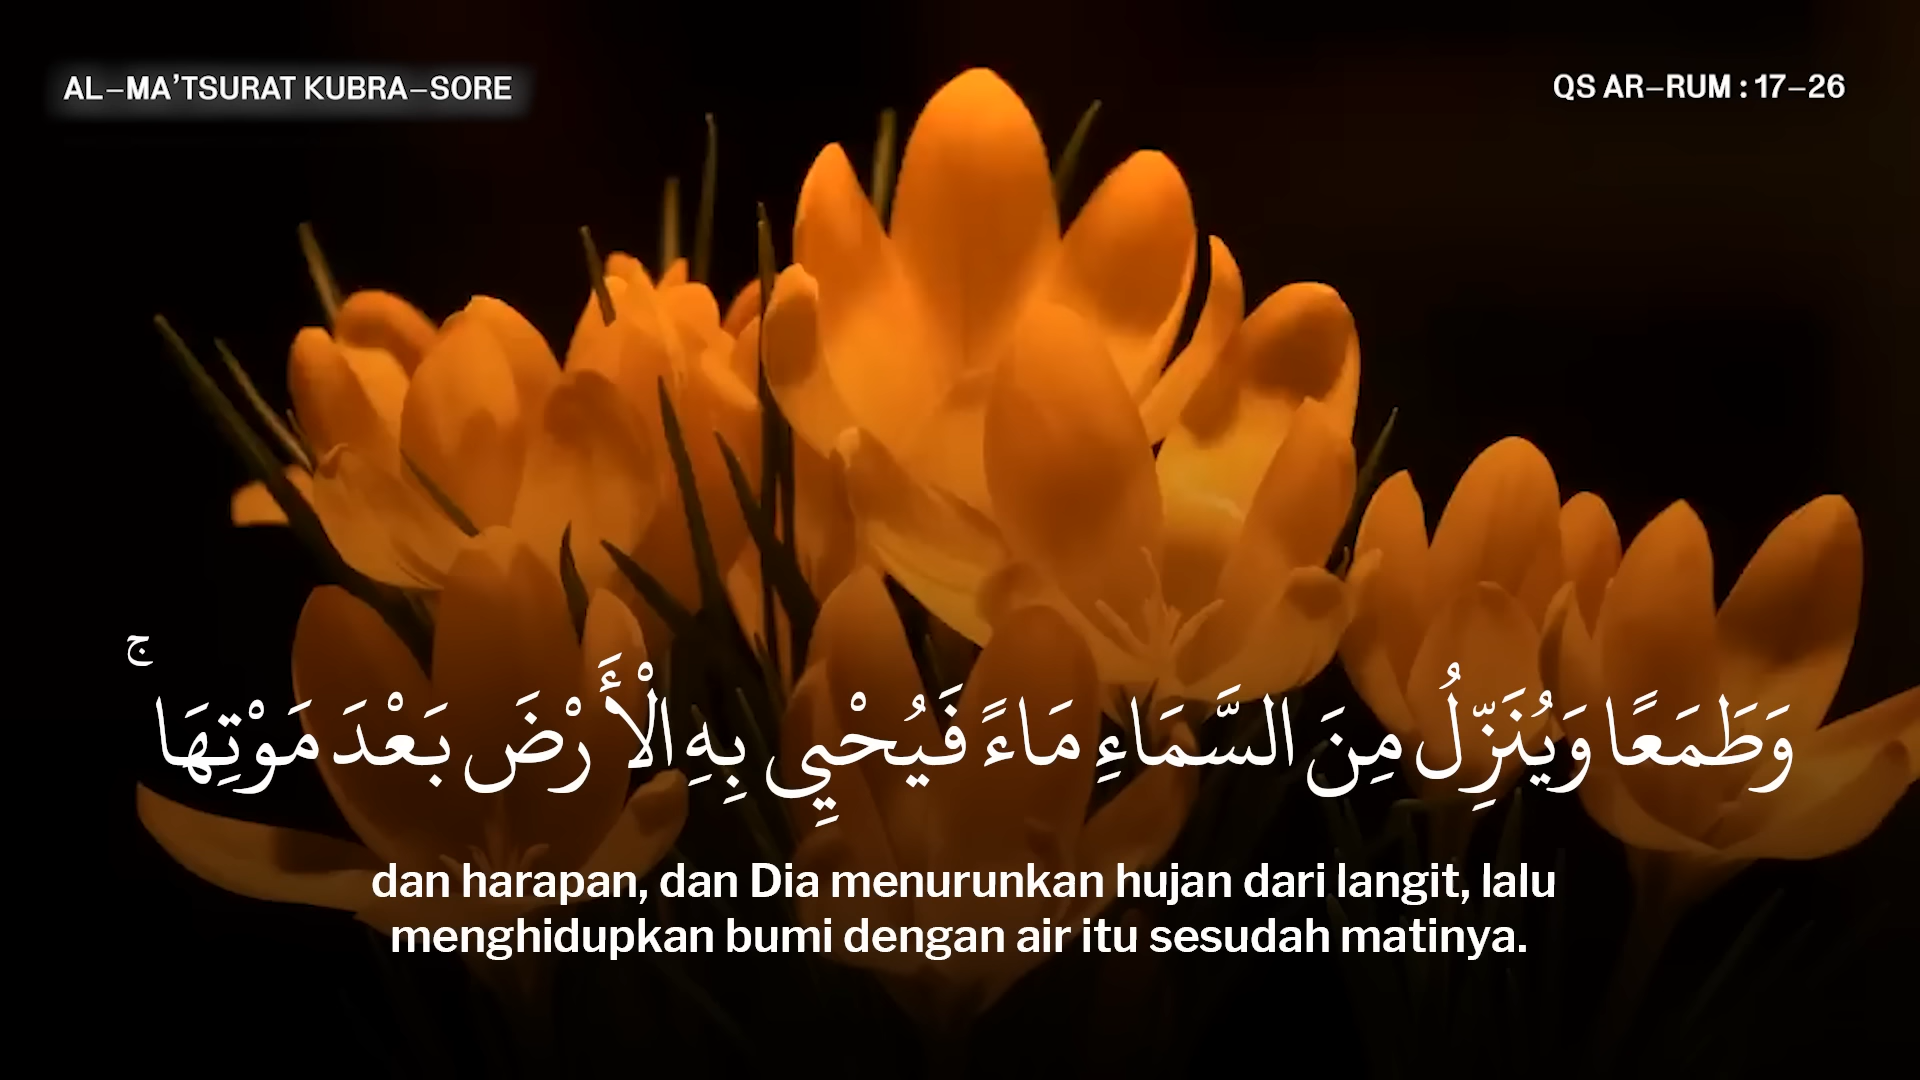 AL–MA’TSURAT KUBRA–SORE
QS AR–RUM : 17–26
وَطَمَعًا وَيُنَزِّلُ مِنَ السَّمَاءِ مَاءً فَيُحْيِي بِهِ الْأَرْضَ بَعْدَ مَوْتِهَا ۚ
dan harapan, dan Dia menurunkan hujan dari langit, lalu
menghidupkan bumi dengan air itu sesudah matinya.